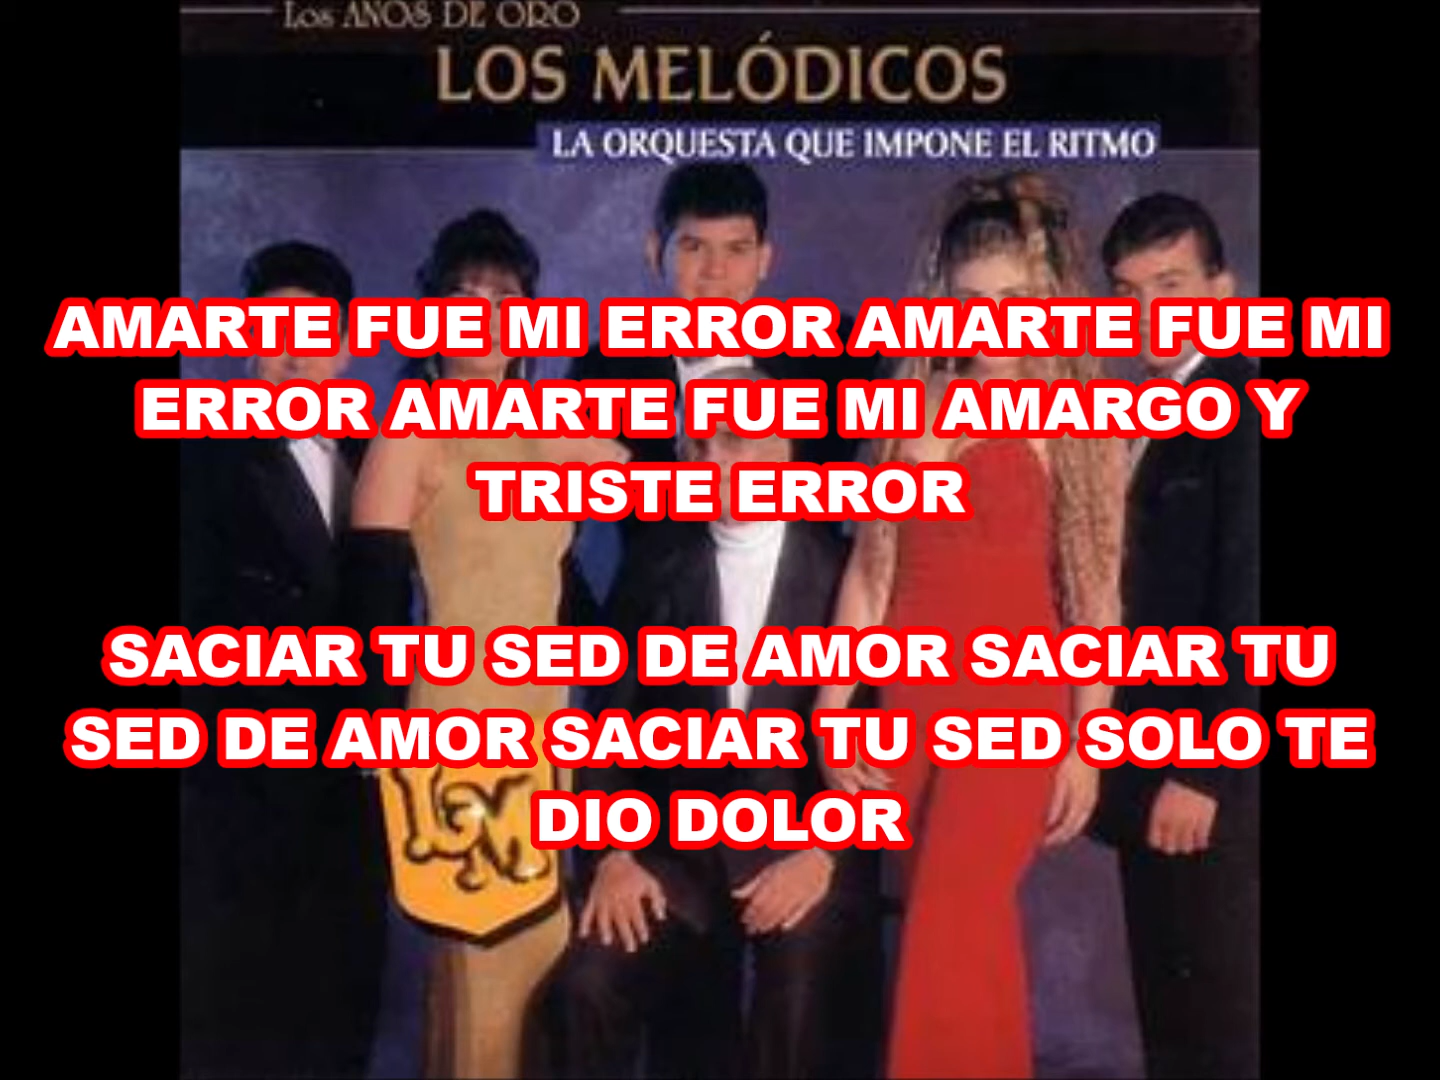 Los AÑOS DE ORO
LOS MELÓDICOS
LA ORQUESTA QUE IMPONE EL RITMO
AMARTE FUE MI ERROR AMARTE FUE MI
ERROR AMARTE FUE MI AMARGO Y
TRISTE ERROR
SACIAR TU SED DE AMOR SACIAR TU
SED DE AMOR SACIAR TU SED SOLO TE
DIO DOLOR
LM